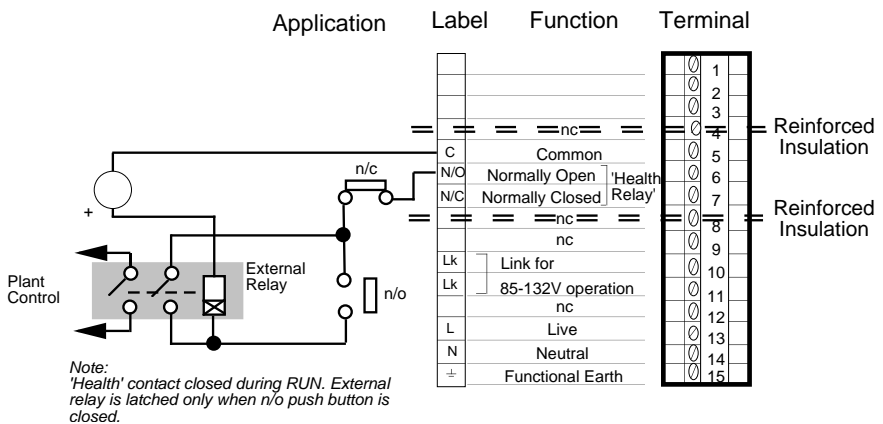 Application Label Function Terminal
1
2
3
nc 4
Reinforced Insulation
C Common 5
N/O Normally Open 'Health 6
N/C Normally Closed Relay' 7
nc 8
Reinforced Insulation
nc 9
Lk Link for 10
Lk 85-132V operation 11
nc 12
L Live 13
N Neutral 14
⏚ Functional Earth 15
n/c
+
External
Relay
n/o
Plant
Control
Note:
'Health' contact closed during RUN. External
relay is latched only when n/o push button is
closed.